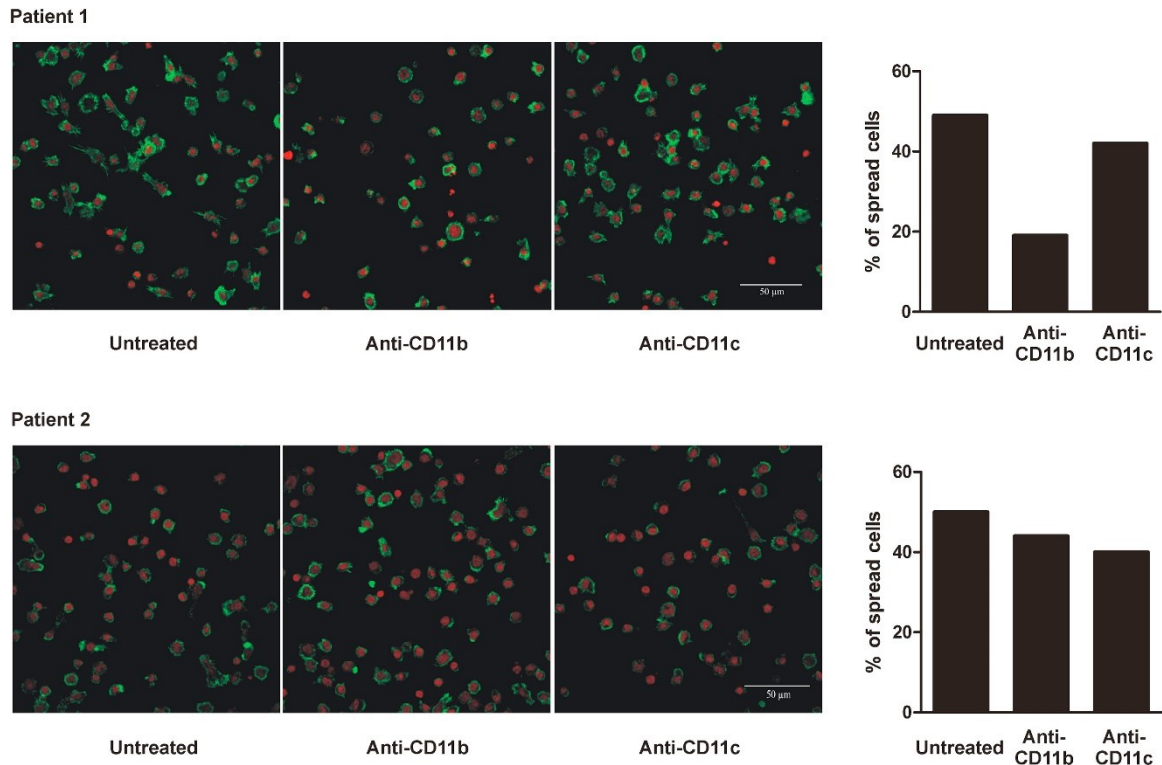 Patient 1
50 µm
Untreated
Anti-CD11b
Anti-CD11c
% of spread cells
60
40
20
0
Untreated
Anti-
CD11b
Anti-
CD11c
Patient 2
50 µm
Untreated
Anti-CD11b
Anti-CD11c
% of spread cells
60
40
20
0
Untreated
Anti-
CD11b
Anti-
CD11c